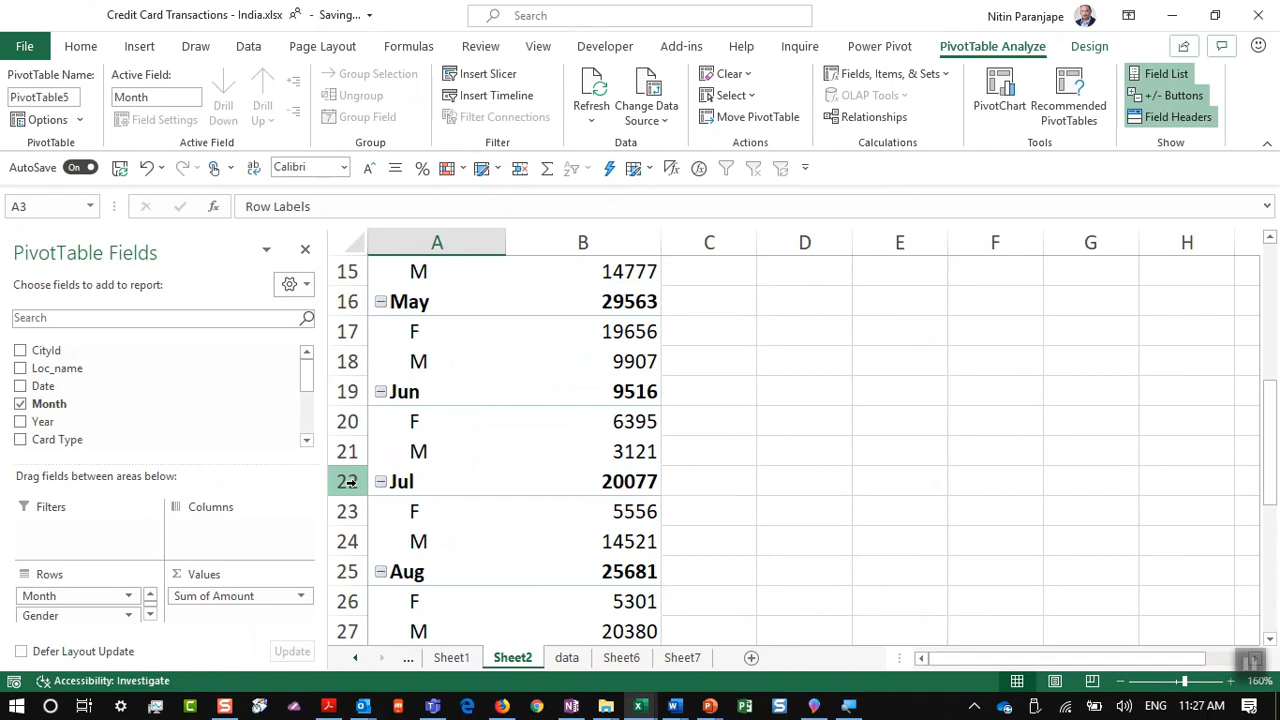 Credit Card Transactions - India.xlsx Saving...
Search
Nitin Paranjape
File Home Insert Draw Data Page Layout Formulas Review View Developer Add-ins Help Inquire Power Pivot PivotTable Analyze Design
PivotTable Name:
PivotTable5
Options
PivotTable
Active Field:
Month
Field Settings
Drill Down
Drill Up
Active Field
Group Selection
Ungroup
Group Field
Group
Insert Slicer
Insert Timeline
Filter Connections
Filter
Refresh
Change Data Source
Data
Clear
Select
Move PivotTable
Actions
Fields, Items, & Sets
OLAP Tools
Relationships
Calculations
PivotChart
Recommended PivotTables
Tools
Field List
+/- Buttons
Field Headers
Show
AutoSave On Calibri
A3 fx Row Labels
PivotTable Fields
Choose fields to add to report:
Search
CityId
Loc_name
Date
Month
Year
Card Type
Drag fields between areas below:
Filters Columns
Rows Values
Month Sum of Amount
Gender
Defer Layout Update Update
A B C D E F G H
15 M 14777
16 May 29563
17 F 19656
18 M 9907
19 Jun 9516
20 F 6395
21 M 3121
22 Jul 20077
23 F 5556
24 M 14521
25 Aug 25681
26 F 5301
27 M 20380
... Sheet1 Sheet2 data Sheet6 Sheet7
Accessibility: Investigate 160%
11:27 AM